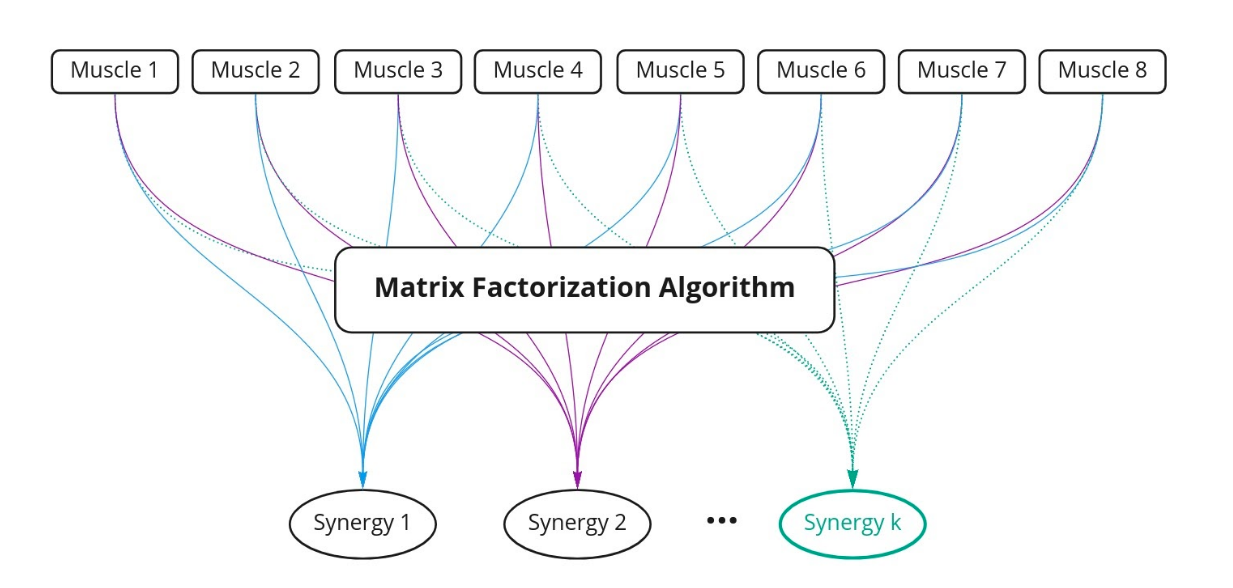 Muscle 1
Muscle 2
Muscle 3
Muscle 4
Muscle 5
Muscle 6
Muscle 7
Muscle 8
Matrix Factorization Algorithm
Synergy 1
Synergy 2
•••
Synergy k